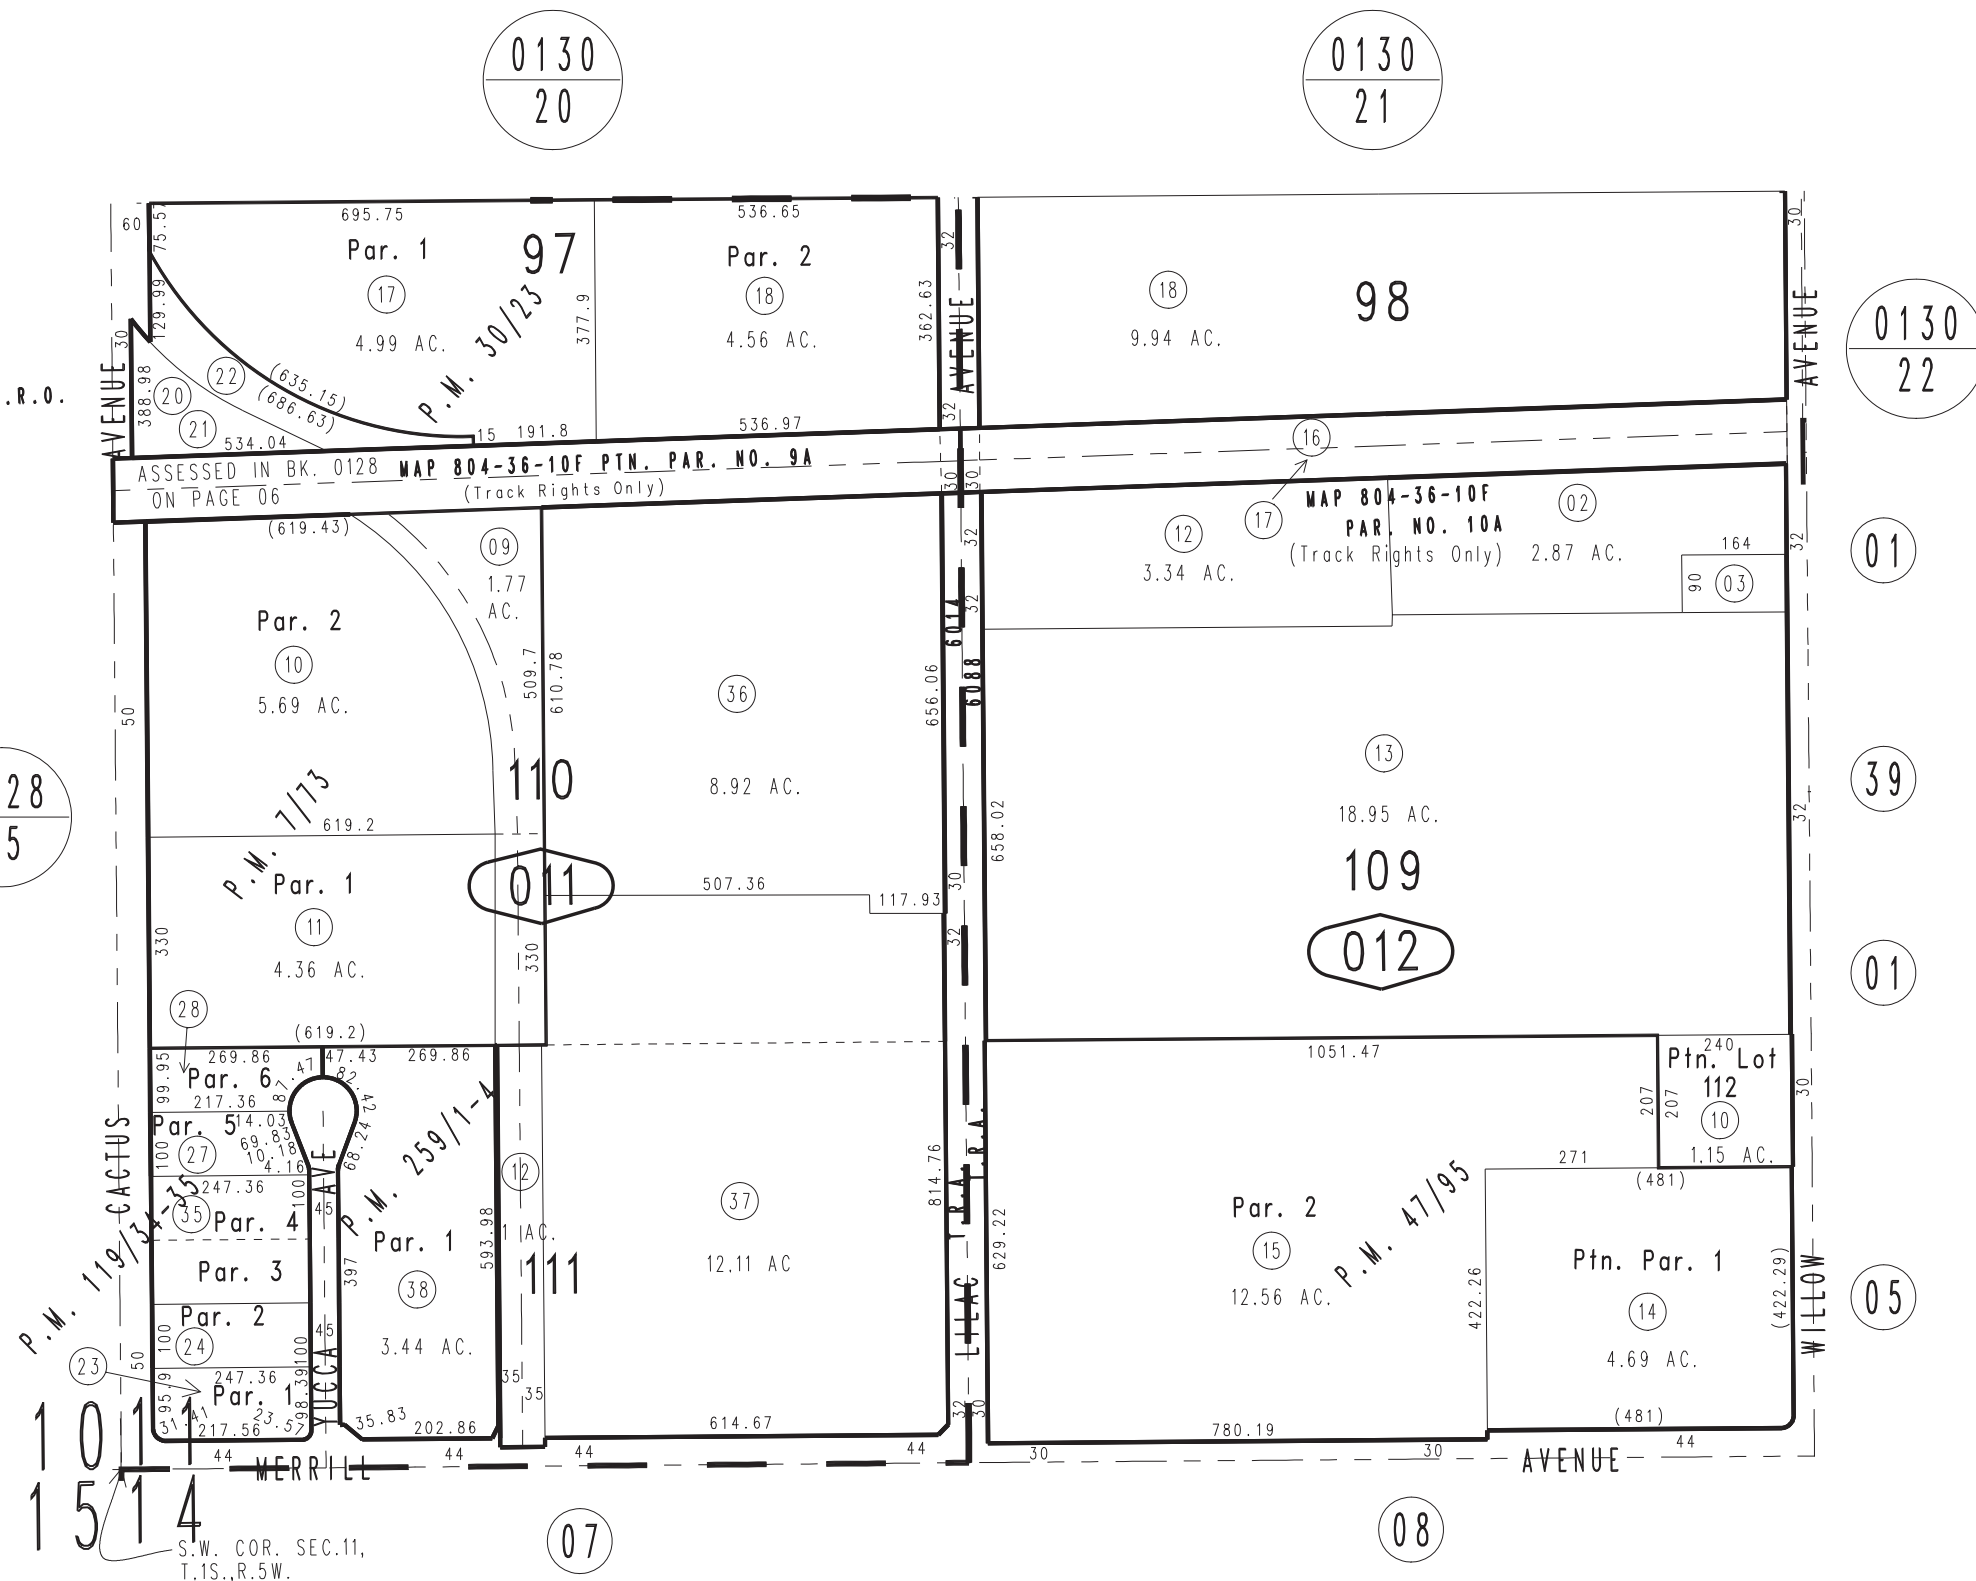 0130
20
0130
21
60
75.57
695.75
Par. 1
17
4.99 AC.
97
P.M. 30/23
377.9
536.65
Par. 2
18
4.56 AC.
362.63
32
AVENUE
32
18
9.94 AC.
98
30
AVENUE
0130
22
129.99
30
.R.O.
AVENUE
388.98
20
22
21
(635.15)
(686.63)
534.04
15
191.8
536.97
ASSESSED IN BK. 0128
ON PAGE 06
MAP 804-36-10F PTN. PAR. NO. 9A
(Track Rights Only)
30
30
16
17
MAP 804-36-10F
PAR. NO. 10A
(Track Rights Only)
02
2.87 AC.
12
3.34 AC.
164
90
03
32
01
(619.43)
09
1.77
AC.
32
32
6014
6088
Par. 2
10
5.69 AC.
509.7
610.78
36
8.92 AC.
656.06
50
28
5
110
13
18.95 AC.
109
012
658.02
32
39
P.M. 7/73
619.2
Par. 1
11
4.36 AC.
330
011
330
507.36
117.93
30
32
01
28
(619.2)
269.86
47.43
269.86
99.95
Par. 6
87.47
82.42
217.36
Par. 5
14.03
69.83
10.18
4.16
100
27
68.24
247.36
100
45
35
Par. 4
P.M. 119/34-35
Par. 3
Par. 2
24
100
45
100
23
247.36
Par. 1
95.9
98.39
31.41
217.56
23.57
CACTUS
50
YUCCA AVE
P.M. 259/1-4
Par. 1
38
3.44 AC.
397
593.98
35.83
202.86
12
1 AC.
111
35
35
37
12.11 AC
814.76
614.67
T.R.A.
T.R.A.
LILAC
32
30
1051.47
240
Ptn. Lot
112
10
1.15 AC.
207
207
30
271
(481)
629.22
Par. 2
15
12.56 AC.
P.M. 47/95
422.26
Ptn. Par. 1
14
4.69 AC.
(422.29)
(481)
WILLOW
05
780.19
44
44
44
44
30
30
44
MERRILL
AVENUE
10 11
15 14
S.W. COR. SEC.11,
T.1S.,R.5W.
07
08